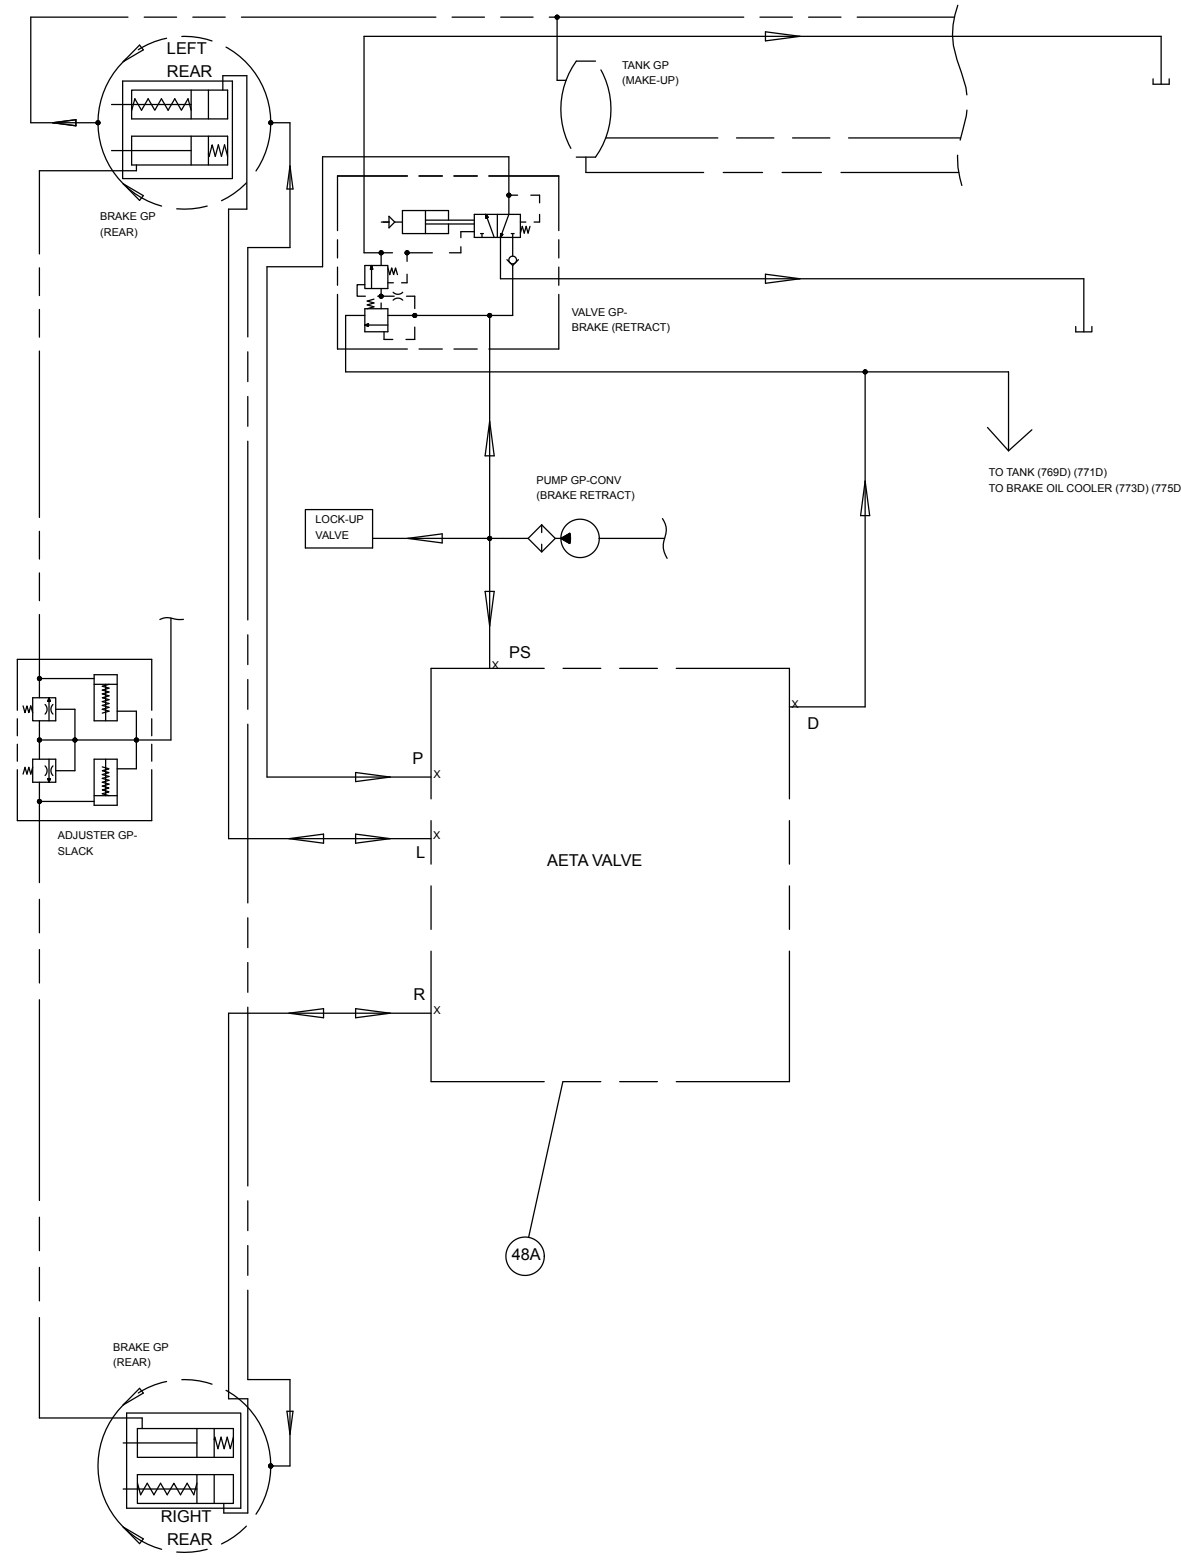 LEFT
REAR
TANK GP
(MAKE-UP)
BRAKE GP
(REAR)
VALVE GP-
BRAKE (RETRACT)
TO TANK (769D) (771D)
TO BRAKE OIL COOLER (773D) (775D
PUMP GP-CONV
(BRAKE RETRACT)
LOCK-UP
VALVE
PS
X
X
D
P
X
ADJUSTER GP-
SLACK
X
L
AETA VALVE
R
X
48A
BRAKE GP
(REAR)
RIGHT
REAR